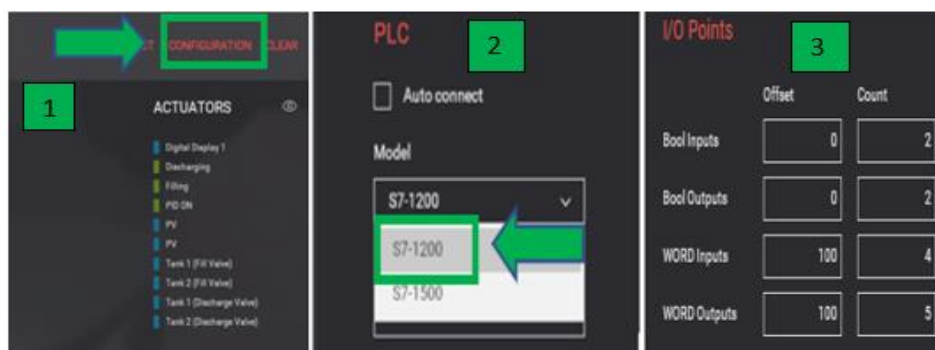 CT CONFIGURATION CLEAR
1
ACTUATORS
Digital Display 1
Discharging
Filling
PID ON
PV
PV
Tank 1 (Fill Valve)
Tank 2 (Fill Valve)
Tank 1 (Discharge Valve)
Tank 2 (Discharge Valve)
PLC
2
Auto connect
Model
S7-1200
S7-1200
S7-1500
I/O Points
3
Offset Count
Bool Inputs 0 2
Bool Outputs 0 2
WORD Inputs 100 4
WORD Outputs 100 5